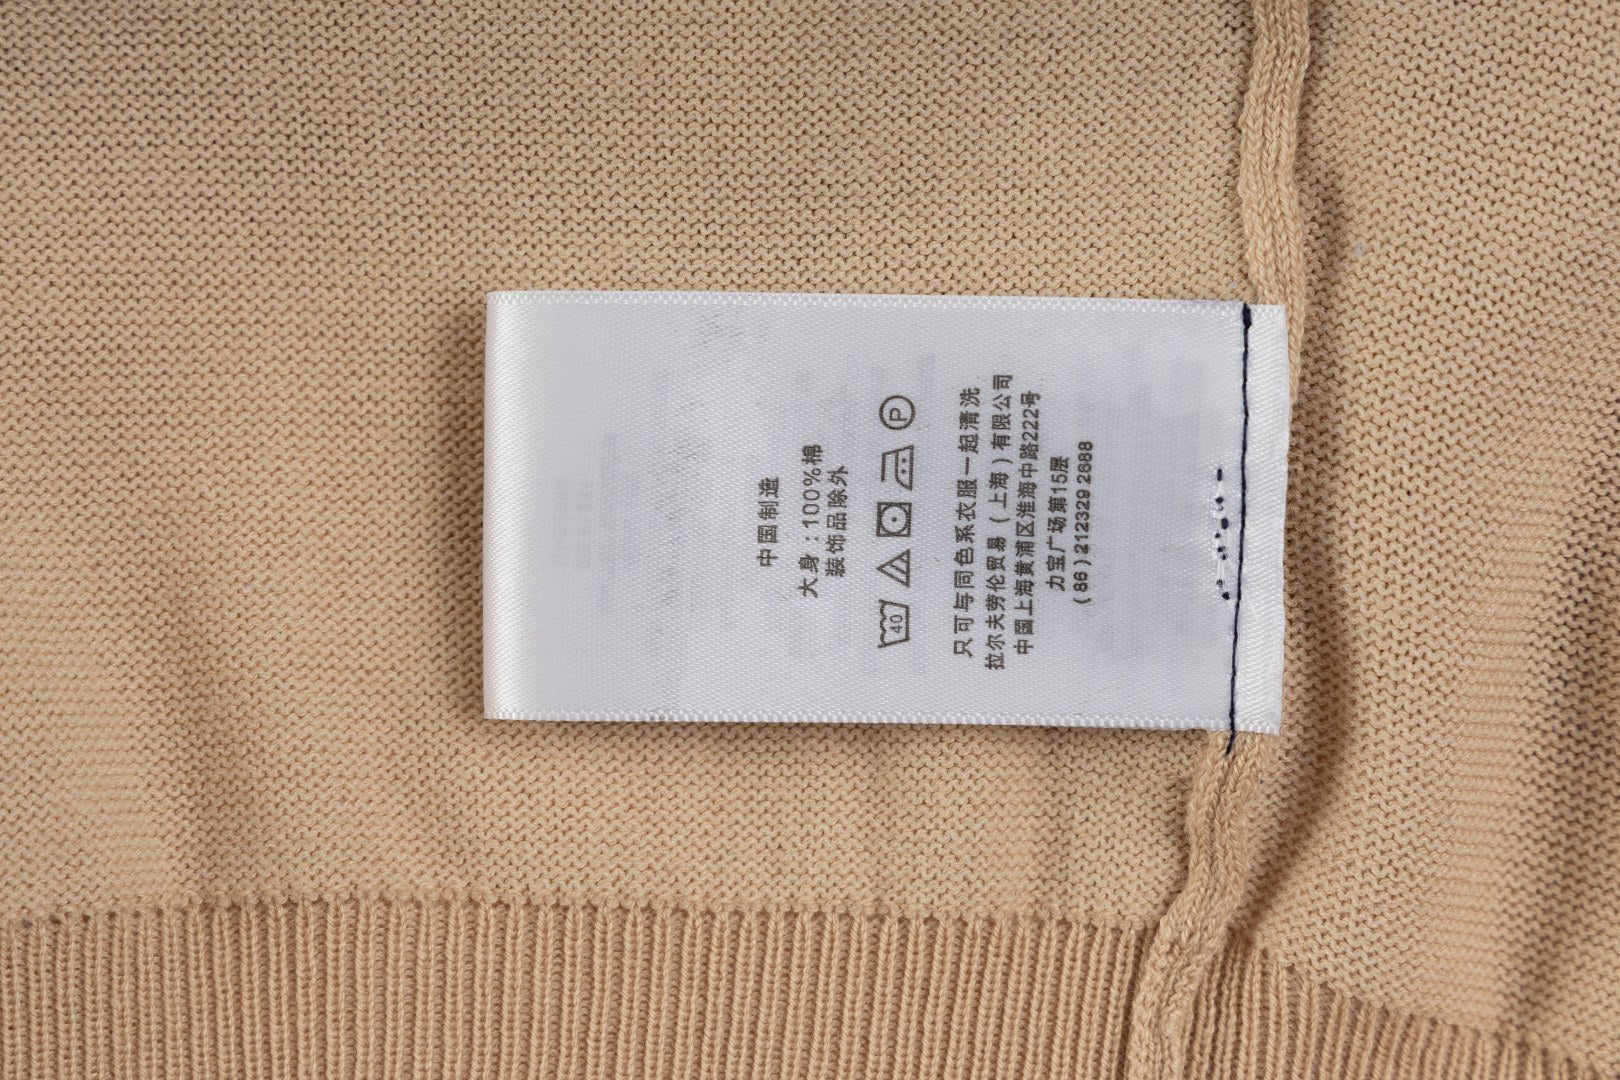 中国制造
大身：100%棉
装饰品除外
40
P
只可与同色系衣服一起清洗
拉尔夫劳伦贸易（上海）有限公司
中国上海黄浦区淮海中路222号
力宝广场第15层
(86)212329 2688